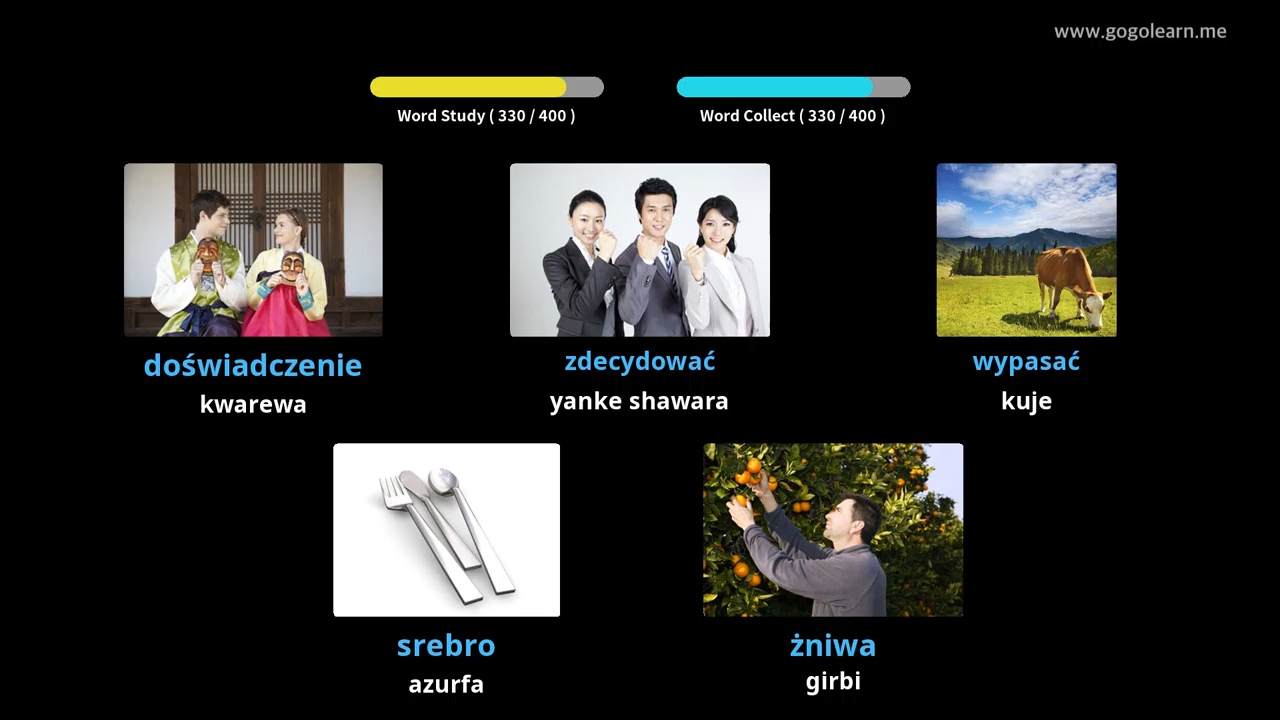 www.gogolearn.me
Word Study ( 330 / 400 )
Word Collect ( 330 / 400 )
doświadczenie
kwarewa
zdecydować
yanke shawara
wypasać
kuje
srebro
azurfa
żniwa
girbi